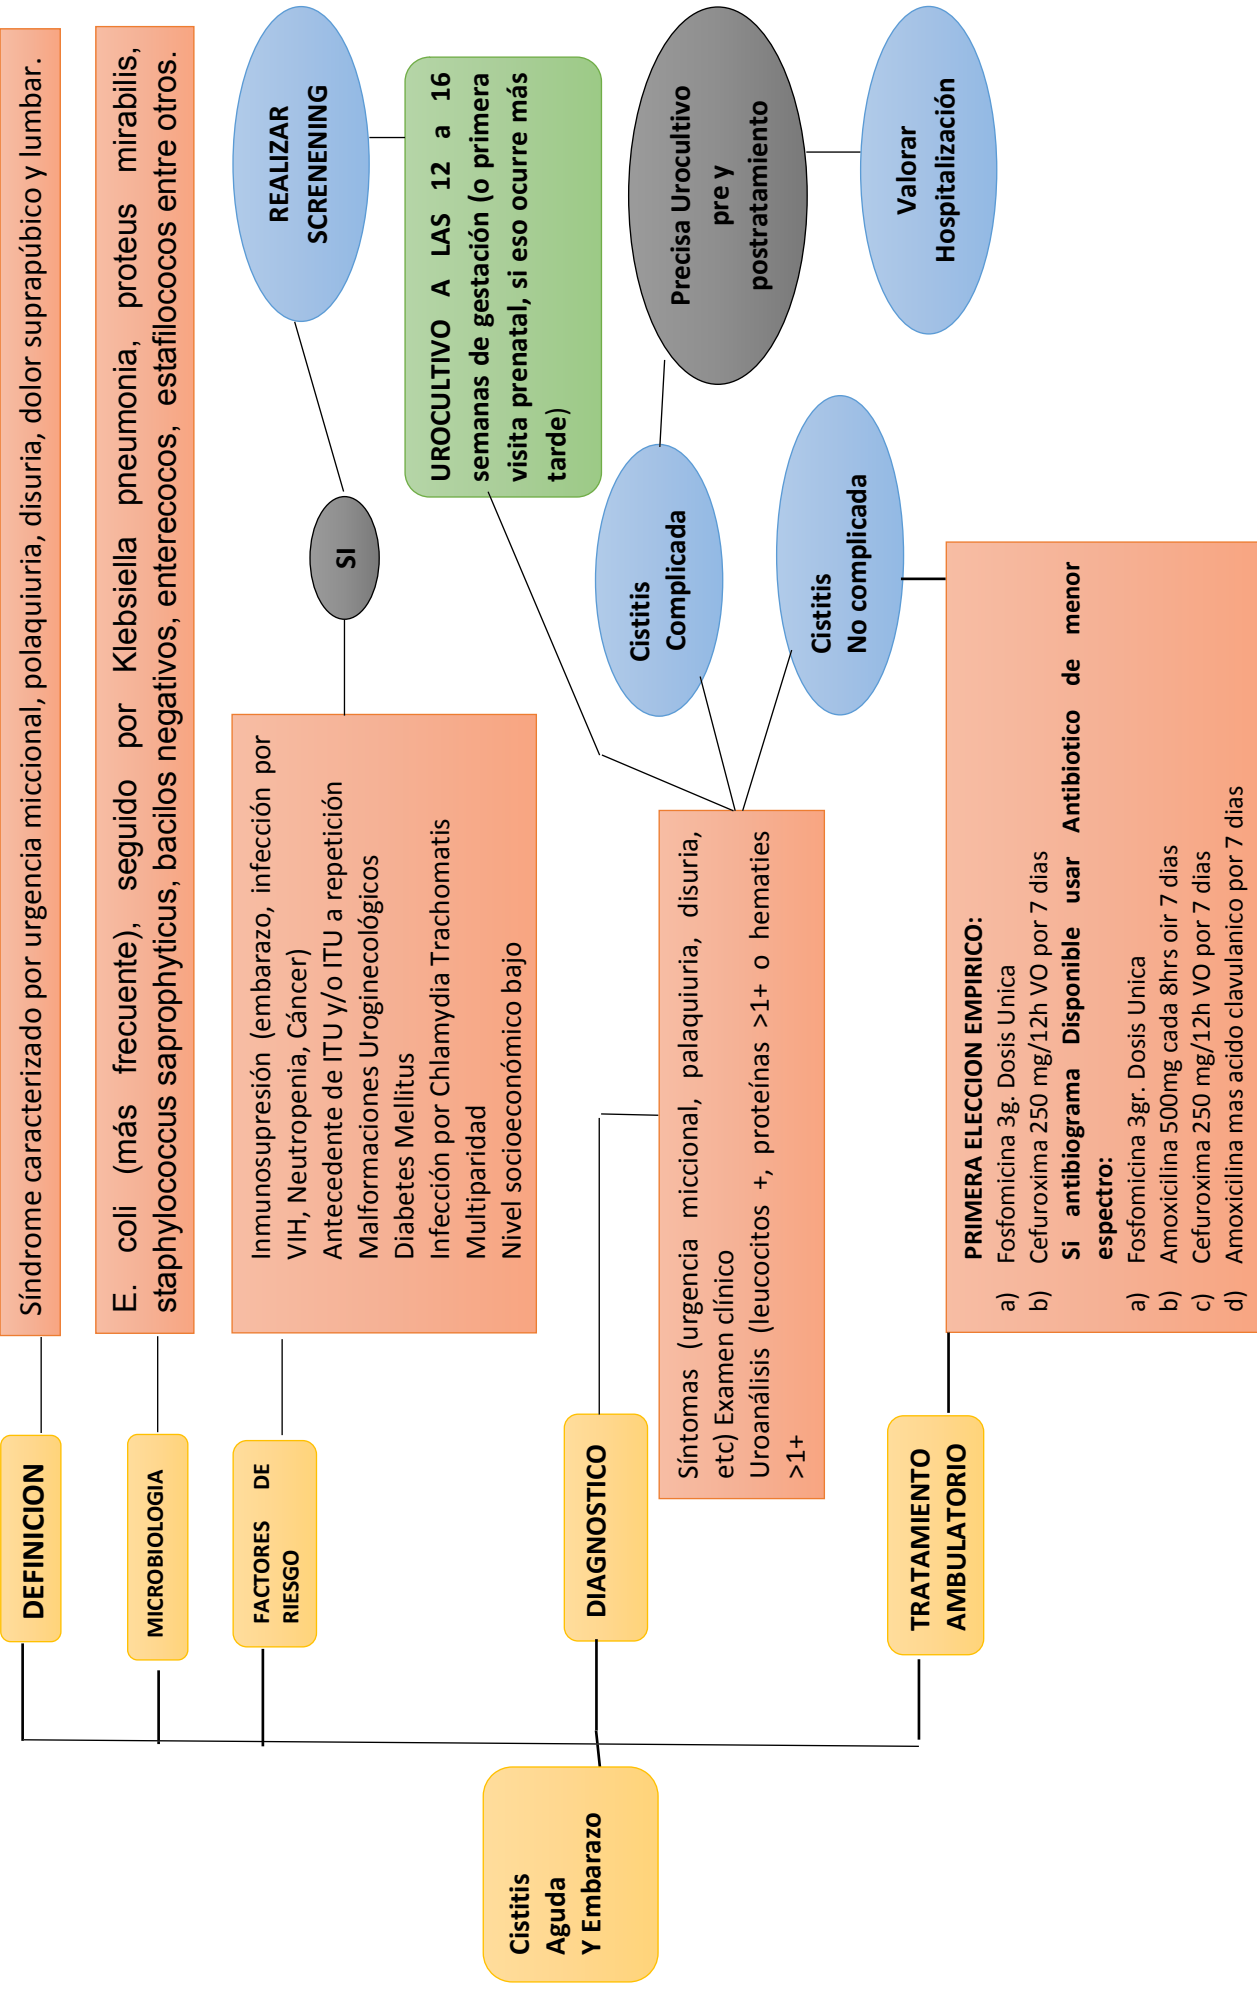 Cistitis
Aguda
Y Embarazo
DEFINICION
Síndrome caracterizado por urgencia miccional, polaquiuria, disuria, dolor suprapúbico y lumbar.
MICROBIOLOGIA
E. coli (más frecuente), seguido por Klebsiella pneumonia, proteus mirabilis,
staphylococcus saprophyticus, bacilos negativos, enterecocos, estafilococos entre otros.
FACTORES DE
RIESGO
Inmunosupresión (embarazo, infección por
VIH, Neutropenia, Cáncer)
Antecedente de ITU y/o ITU a repetición
Malformaciones Uroginecológicos
Diabetes Mellitus
Infección por Chlamydia Trachomatis
Multiparidad
Nivel socioeconómico bajo
SI
REALIZAR
SCRENENING
UROCULTIVO A LAS 12 a 16
semanas de gestación (o primera
visita prenatal, si eso ocurre más
tarde)
DIAGNOSTICO
Síntomas (urgencia miccional, palaquiuria, disuria,
etc) Examen clínico
Uroanálisis (leucocitos +, proteínas >1+ o hematies
>1+
Cistitis
Complicada
Precisa Urocultivo
pre y
postratamiento
Valorar
Hospitalización
Cistitis
No complicada
TRATAMIENTO
AMBULATORIO
PRIMERA ELECCION EMPIRICO:
a) Fosfomicina 3g. Dosis Unica
b) Cefuroxima 250 mg/12h VO por 7 dias
Si antibiograma Disponible usar Antibiotico de menor
espectro:
a) Fosfomicina 3gr. Dosis Unica
b) Amoxicilina 500mg cada 8hrs oir 7 dias
c) Cefuroxima 250 mg/12h VO por 7 dias
d) Amoxicilina mas acido clavulanico por 7 dias